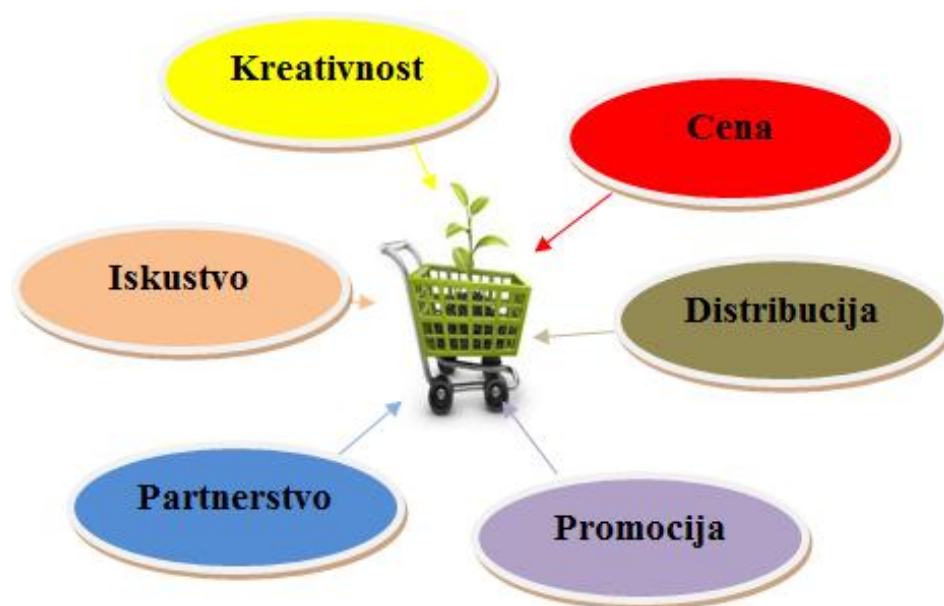 Kreativnost
Cena
Iskustvo
Distribucija
Partnerstvo
Promocija